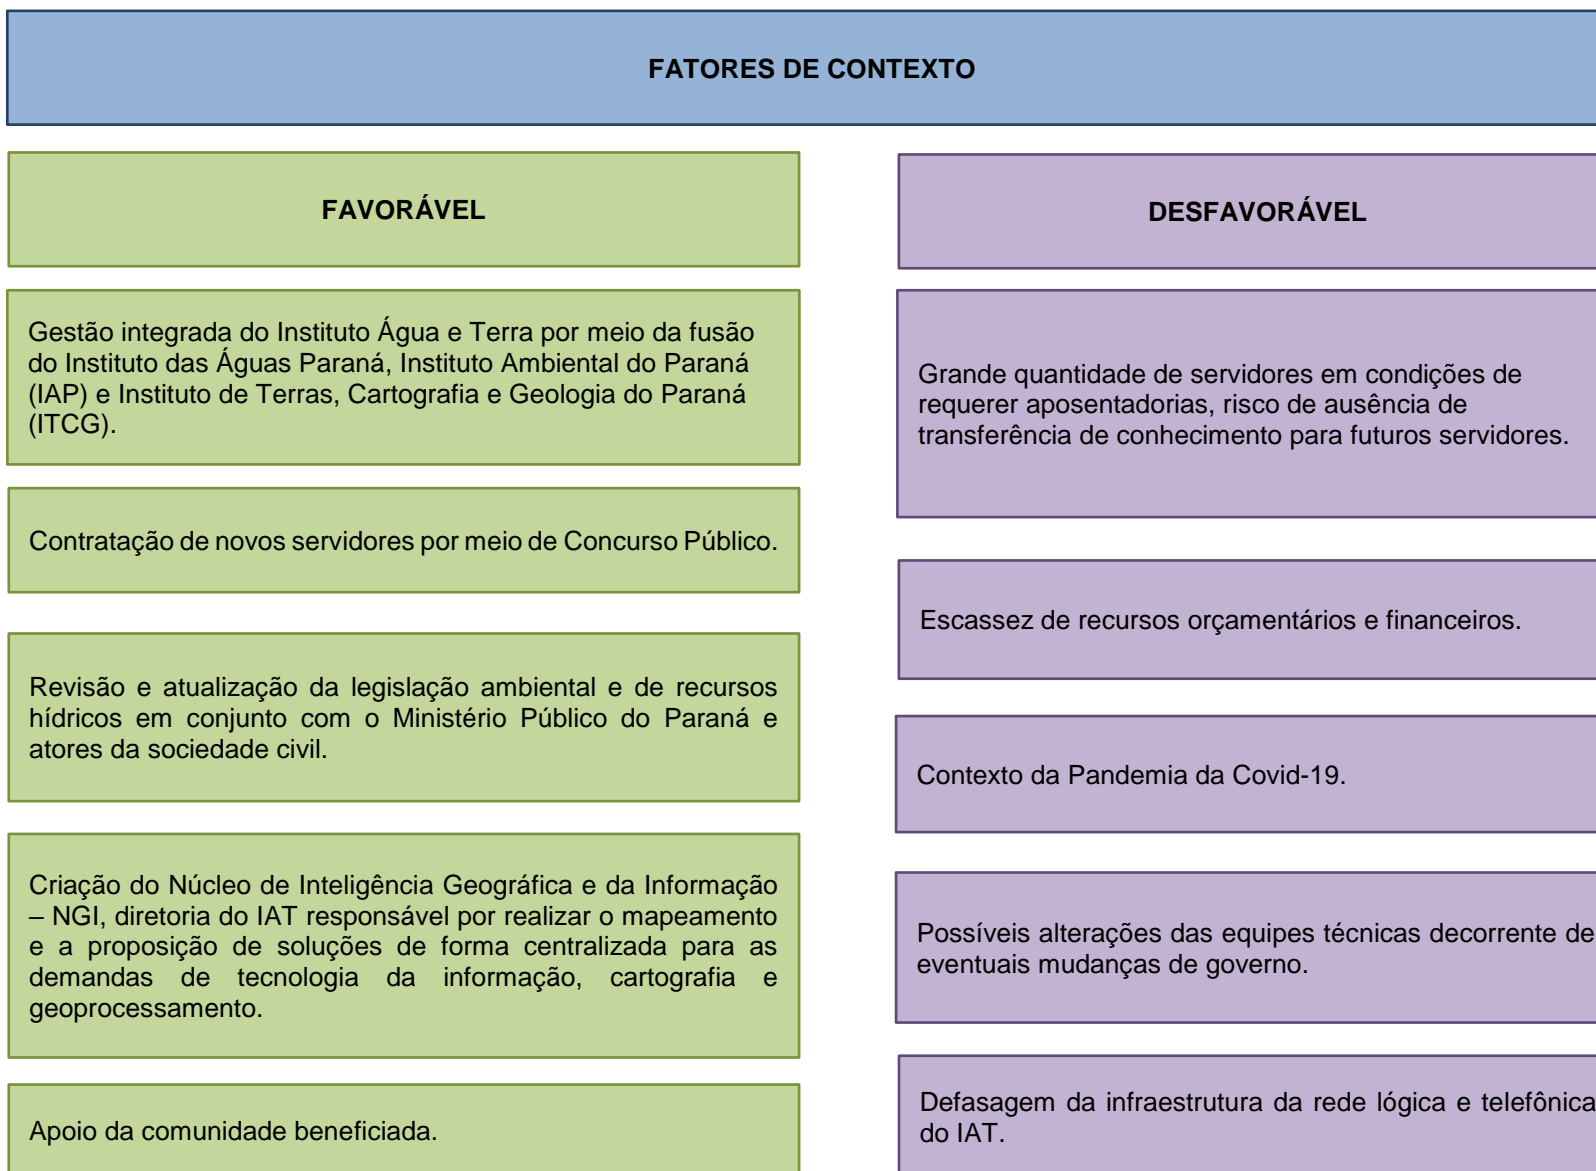 FATORES DE CONTEXTO
FAVORÁVEL
Gestão integrada do Instituto Água e Terra por meio da fusão
do Instituto das Águas Paraná, Instituto Ambiental do Paraná
(IAP) e Instituto de Terras, Cartografia e Geologia do Paraná
(ITCG).
Contratação de novos servidores por meio de Concurso Público.
Revisão e atualização da legislação ambiental e de recursos
hídricos em conjunto com o Ministério Público do Paraná e
atores da sociedade civil.
Criação do Núcleo de Inteligência Geográfica e da Informação
– NGI, diretoria do IAT responsável por realizar o mapeamento
e a proposição de soluções de forma centralizada para as
demandas de tecnologia da informação, cartografia e
geoprocessamento.
Apoio da comunidade beneficiada.
DESFAVORÁVEL
Grande quantidade de servidores em condições de
requerer aposentadorias, risco de ausência de
transferência de conhecimento para futuros servidores.
Escassez de recursos orçamentários e financeiros.
Contexto da Pandemia da Covid-19.
Possíveis alterações das equipes técnicas decorrente de
eventuais mudanças de governo.
Defasagem da infraestrutura da rede lógica e telefônica
do IAT.